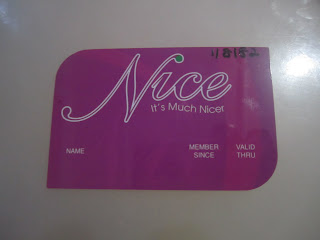 Nice
It's Much Nicer
NAME
MEMBER SINCE
VALID THRU